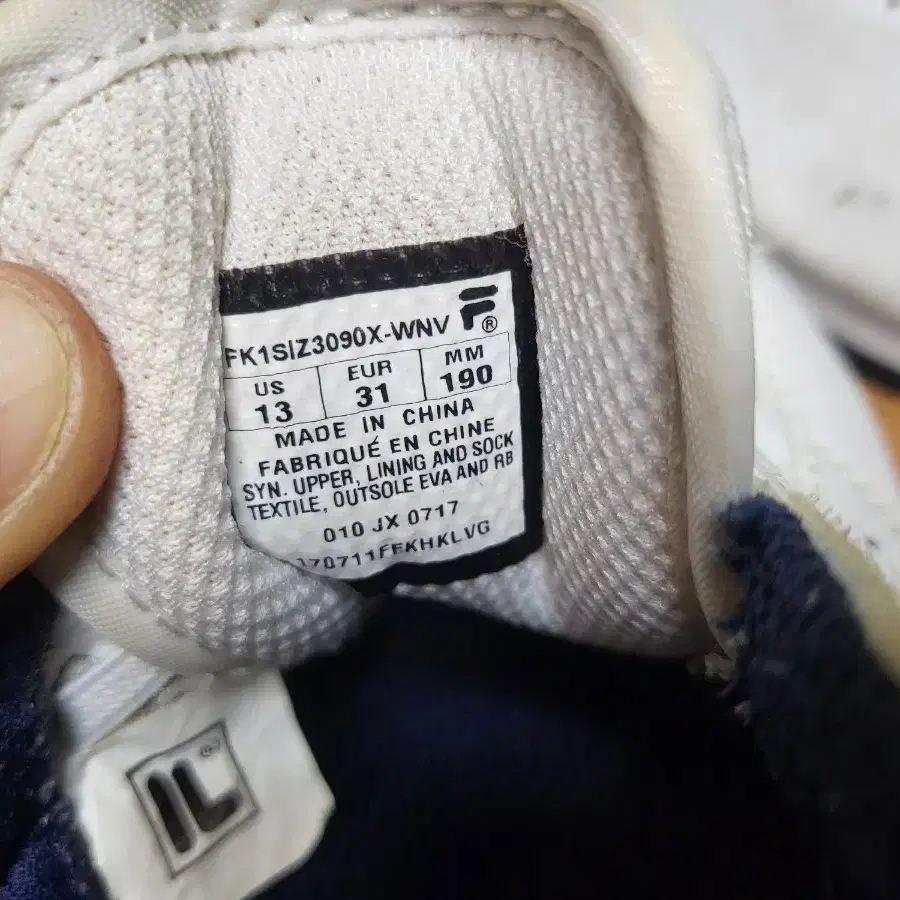 FK1SIZ3090X-WNV F®
US EUR MM
13 31 190
MADE IN CHINA
FABRIQUÉ EN CHINE
SYN. UPPER, LINING AND SOCK
TEXTILE, OUTSOLE EVA AND RB
010 JX 0717